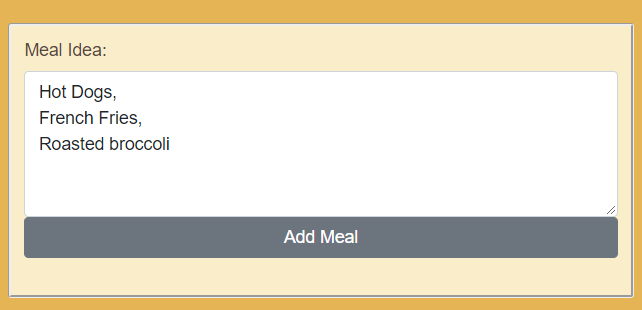 Meal Idea:
Hot Dogs,
French Fries,
Roasted broccoli
Add Meal